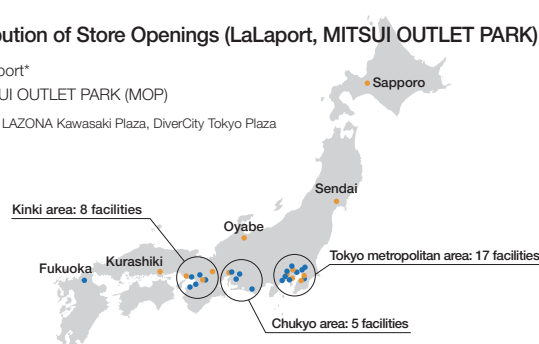 ution of Store Openings (LaLaport, MITSUI OUTLET PARK)
port*
UI OUTLET PARK (MOP)
LAZONA Kawasaki Plaza, DiverCity Tokyo Plaza
Sapporo
Sendai
Kinki area: 8 facilities
Oyabe
Tokyo metropolitan area: 17 facilities
Kurashiki
Fukuoka
Chukyo area: 5 facilities